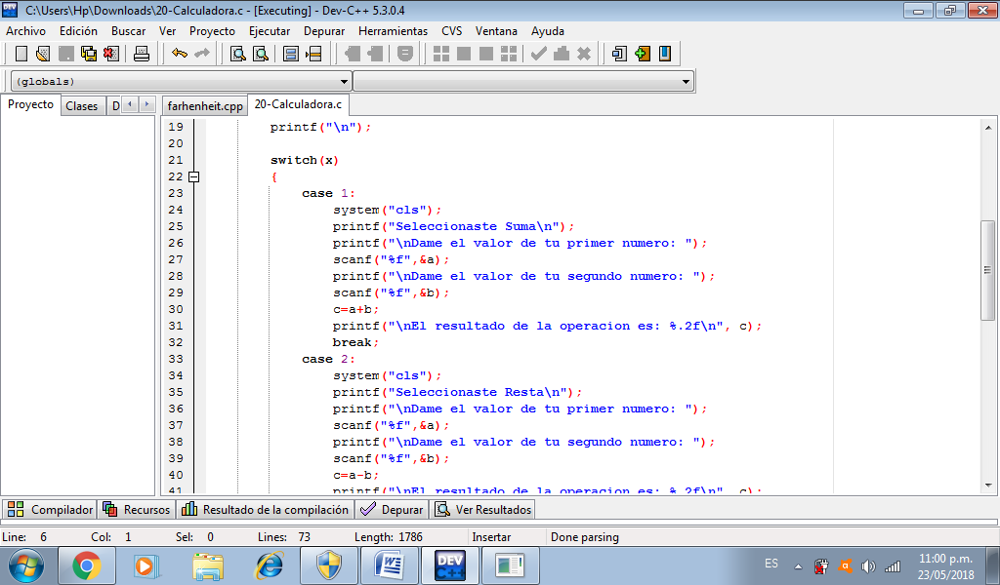 C:\Users\Hp\Downloads\20-Calculadora.c - [Executing] - Dev-C++ 5.3.0.4
Archivo Edición Buscar Ver Proyecto Ejecutar Depurar Herramientas CVS Ventana Ayuda
(globals)
Proyecto Clases D farhenheit.cpp 20-Calculadora.c
19 printf("\n");
20
21 switch(x)
22 {
23 case 1:
24 system("cls");
25 printf("Seleccionaste Suma\n");
26 printf("\nDame el valor de tu primer numero: ");
27 scanf("%f",&a);
28 printf("\nDame el valor de tu segundo numero: ");
29 scanf("%f",&b);
30 c=a+b;
31 printf("\nEl resultado de la operacion es: %.2f\n", c);
32 break;
33 case 2:
34 system("cls");
35 printf("Seleccionaste Resta\n");
36 printf("\nDame el valor de tu primer numero: ");
37 scanf("%f",&a);
38 printf("\nDame el valor de tu segundo numero: ");
39 scanf("%f",&b);
40 c=a-b;
41 printf("\nEl resultado de la operacion es: %.2f\n", c);
Compilador Recursos Resultado de la compilación Depurar Ver Resultados
Line: 6 Col: 1 Sel: 0 Lines: 73 Length: 1786 Insertar Done parsing
DEV C++
ES
11:00 p.m.
23/05/2018